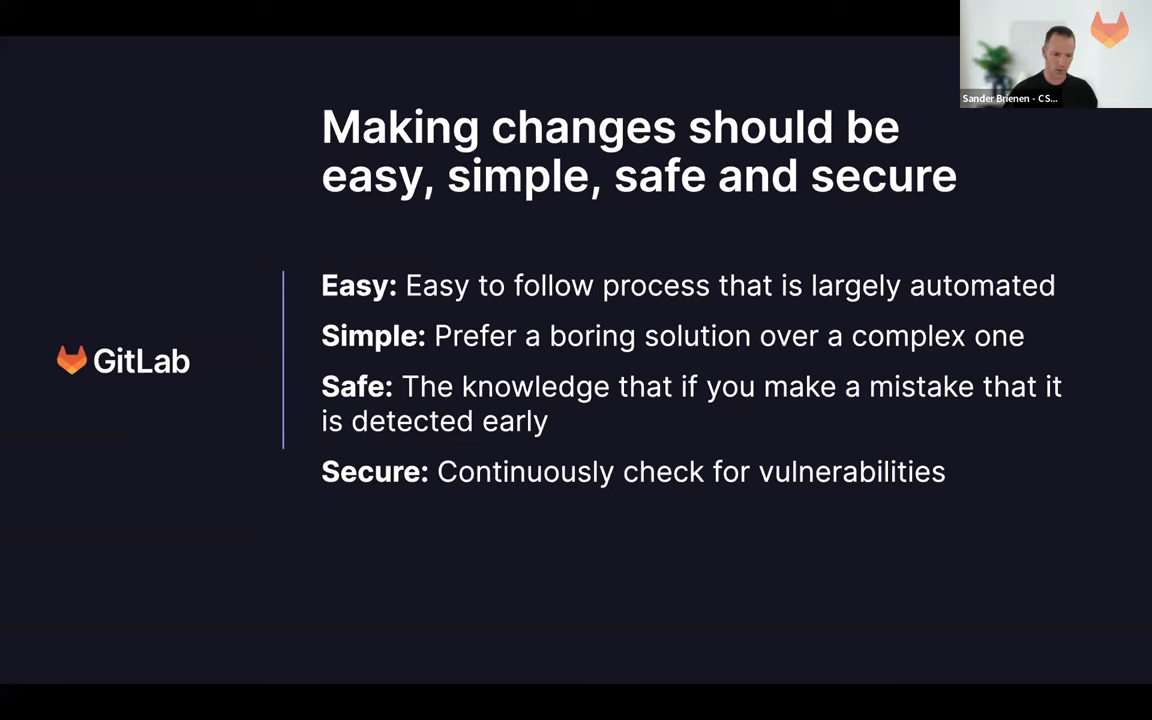 Sander Brienen - CS...
Making changes should be
easy, simple, safe and secure
Easy: Easy to follow process that is largely automated
Simple: Prefer a boring solution over a complex one
Safe: The knowledge that if you make a mistake that it
is detected early
Secure: Continuously check for vulnerabilities
GitLab